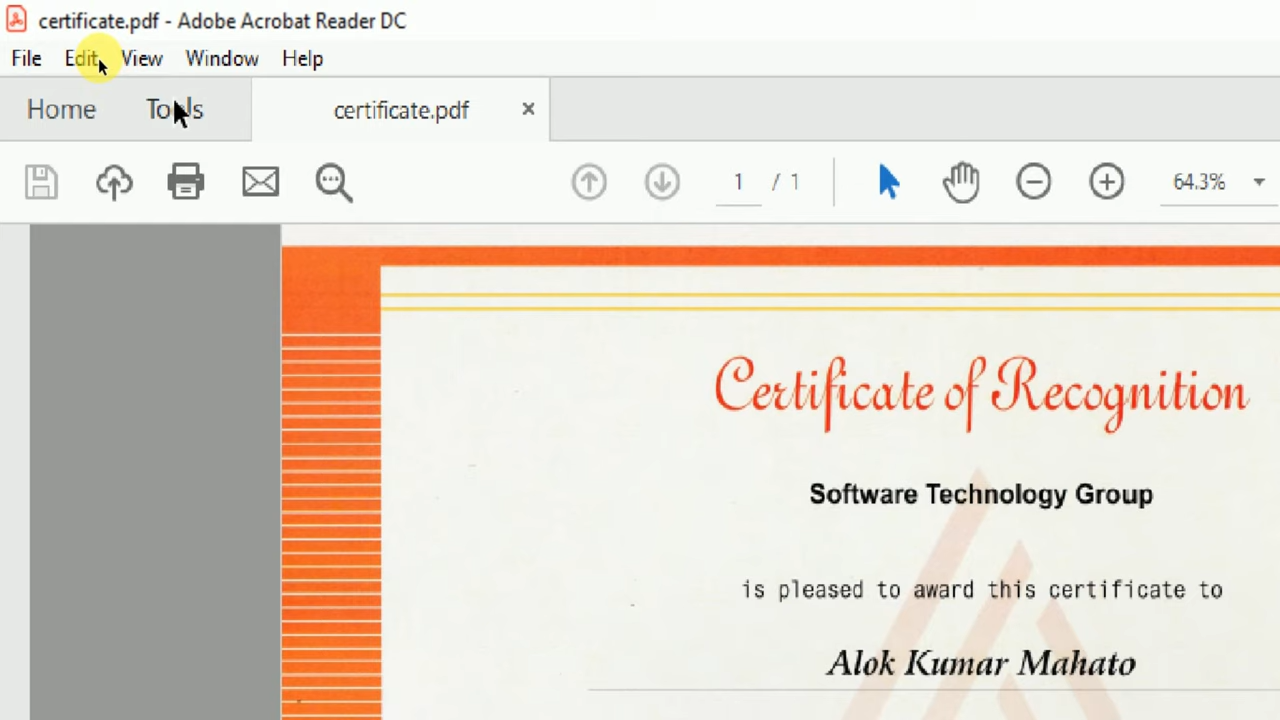 certificate.pdf - Adobe Acrobat Reader DC
File Edit View Window Help
Home Tools certificate.pdf ×
1 / 1 64.3%
Certificate of Recognition
Software Technology Group
is pleased to award this certificate to
Alok Kumar Mahato